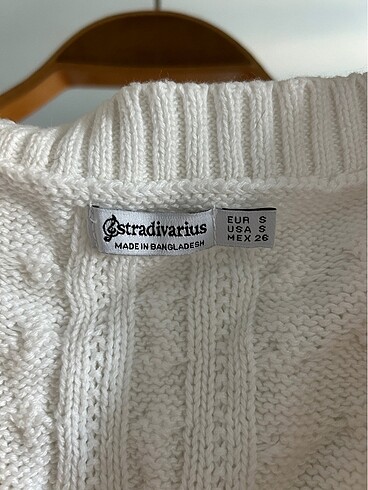 Stradivarius
MADE IN BANGLADESH
EUR S
USA S
MEX 26